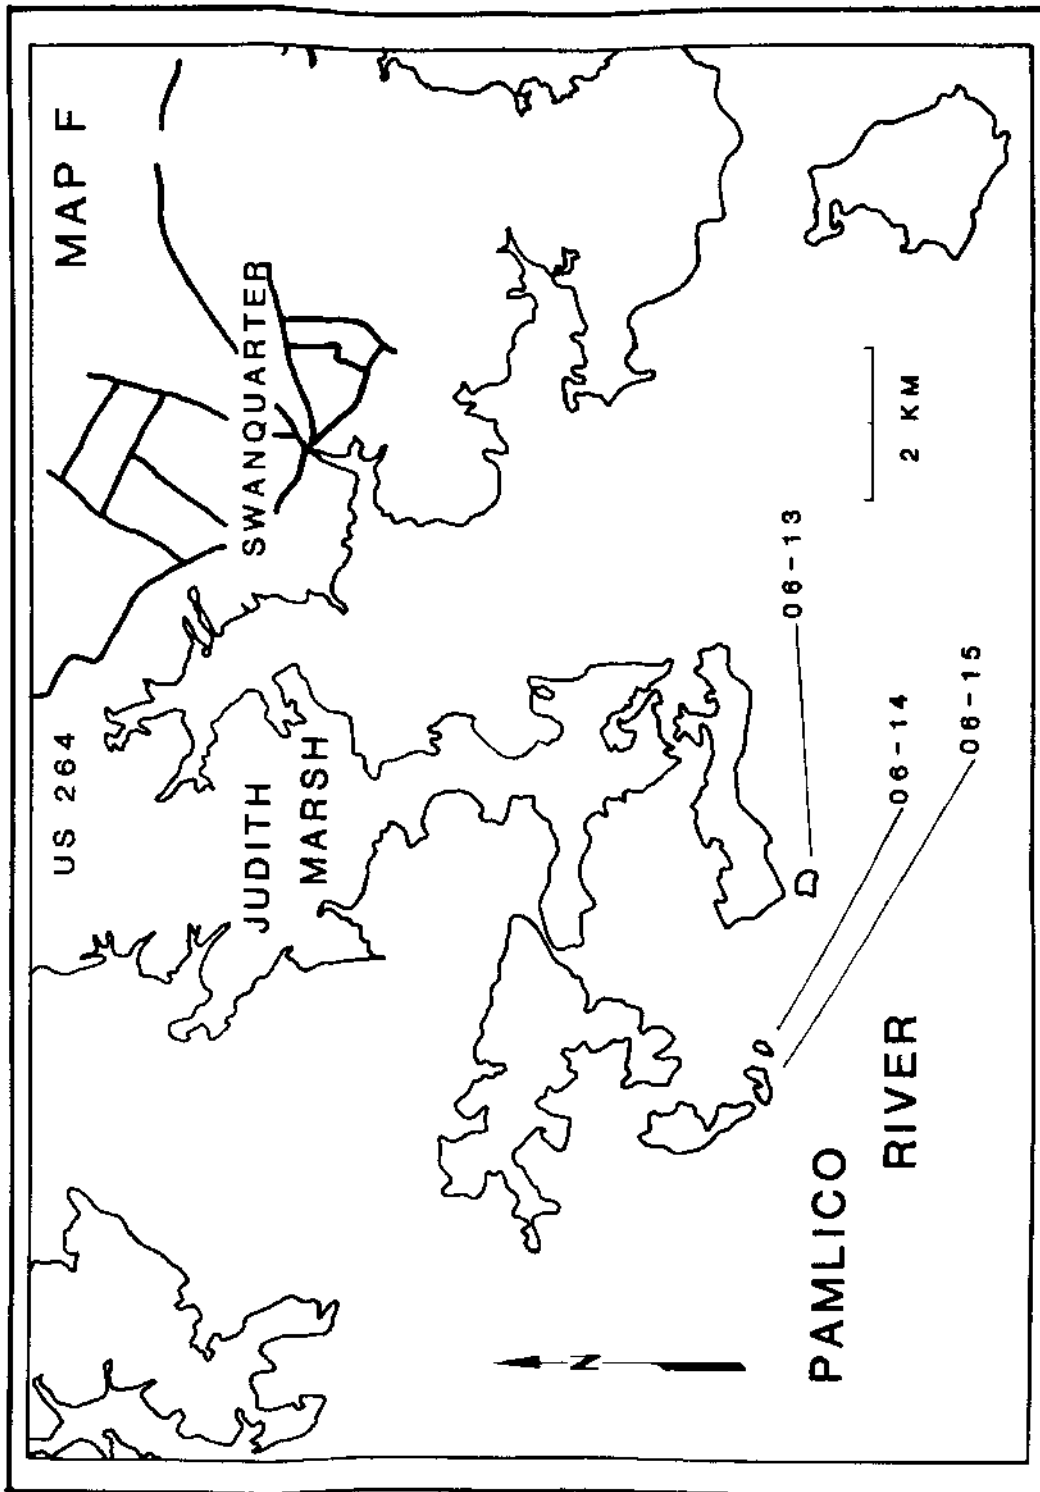 MAP F
US 264
SWANQUARTER
JUDITH
MARSH
2 KM
06-13
06-14
06-15
N
PAMLICO
RIVER